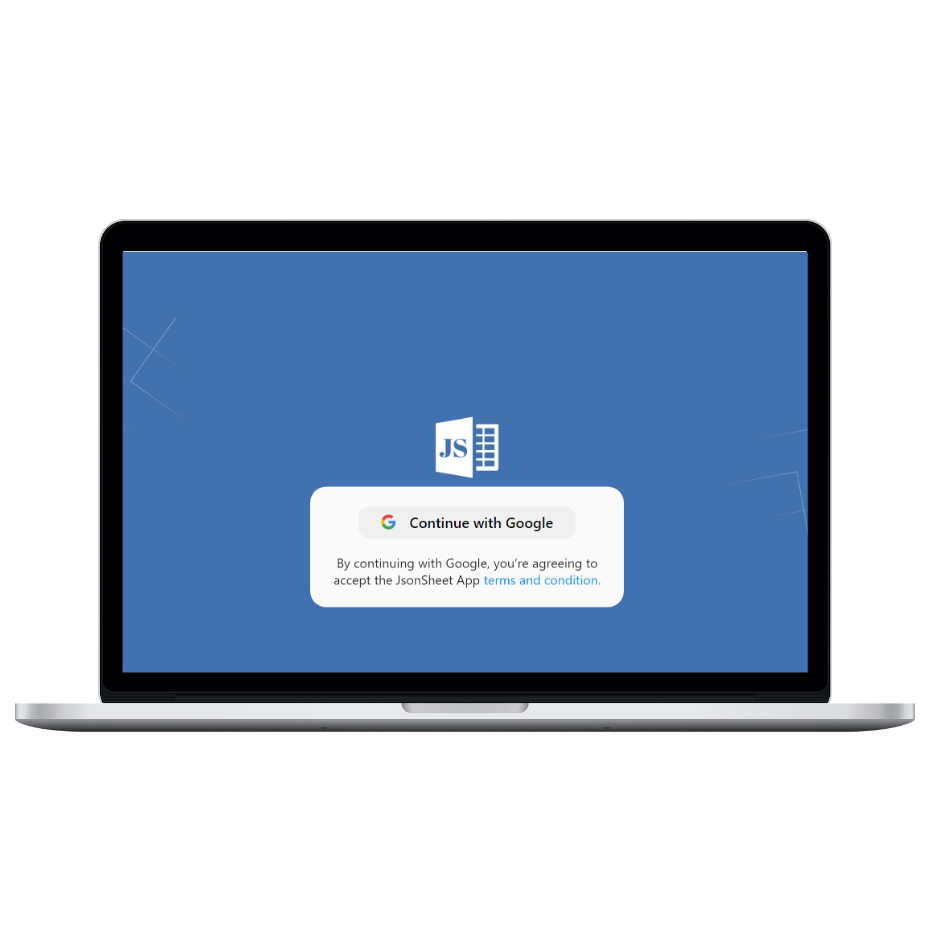 JS
Continue with Google
By continuing with Google, you're agreeing to
accept the JsonSheet App terms and condition.